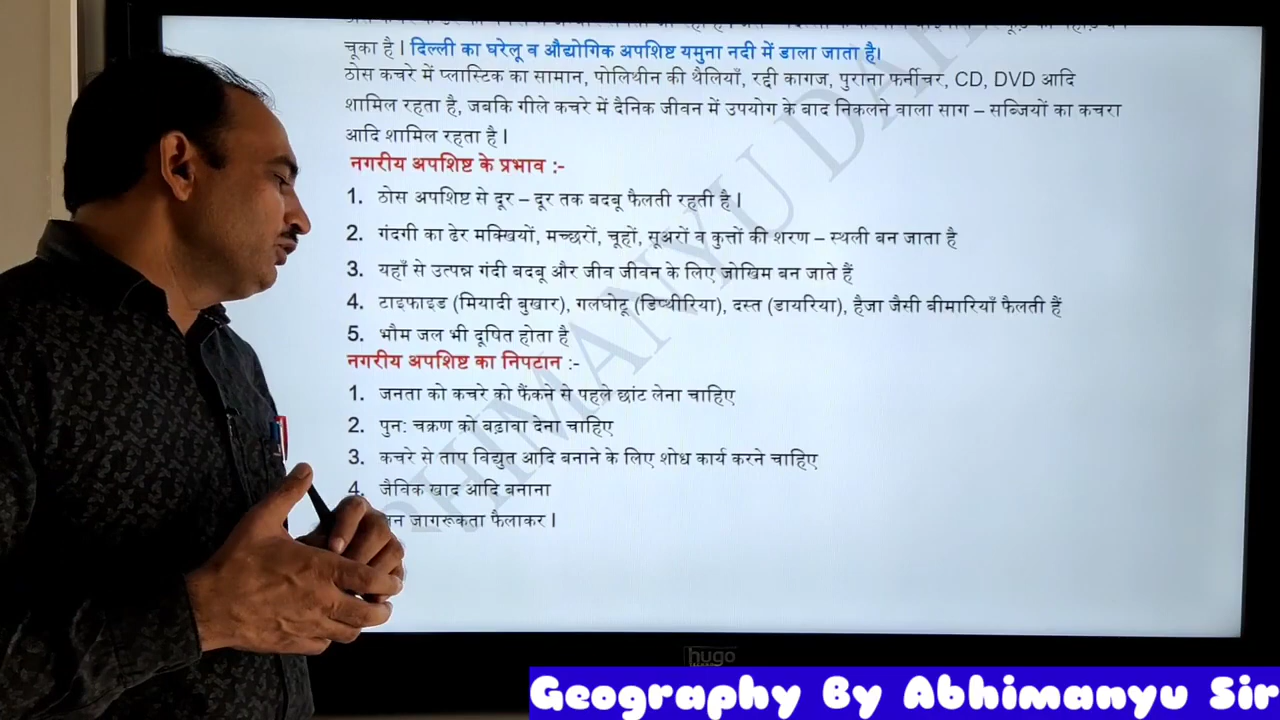 चूका है | दिल्ली का घरेलू व औद्योगिक अपशिष्ट यमुना नदी में डाला जाता है|
ठोस कचरे में प्लास्टिक का सामान, पोलिथीन की थैलियाँ, रद्दी कागज, पुराना फर्नीचर, CD, DVD आदि
शामिल रहता है, जबकि गीले कचरे में दैनिक जीवन में उपयोग के बाद निकलने वाला साग – सब्जियों का कचरा
आदि शामिल रहता है |
नगरीय अपशिष्ट के प्रभाव :-
1. ठोस अपशिष्ट से दूर – दूर तक बदबू फैलती रहती है |
2. गंदगी का ढेर मक्खियों, मच्छरों, चूहों, सूअरों व कुत्तों की शरण – स्थली बन जाता है
3. यहाँ से उत्पन्न गंदी बदबू और जीव जीवन के लिए जोखिम बन जाते हैं
4. टाइफाइड (मियादी बुखार), गलघोटू (डिप्थीरिया), दस्त (डायरिया), हैजा जैसी बीमारियाँ फैलती हैं
5. भौम जल भी दूषित होता है
नगरीय अपशिष्ट का निपटान :-
1. जनता को कचरे को फैंकने से पहले छांट लेना चाहिए
2. पुन: चक्रण को बढ़ावा देना चाहिए
3. कचरे से ताप विद्युत आदि बनाने के लिए शोध कार्य करने चाहिए
4. जैविक खाद आदि बनाना
जागरूकता फैलाकर |
hugo
Geography By Abhimanyu Sir